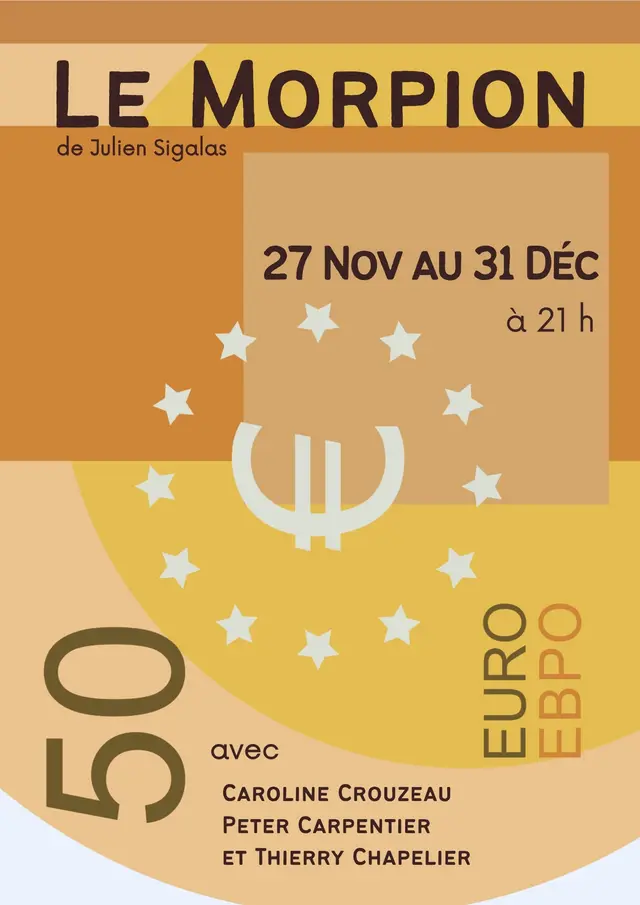 LE MORPION
de Julien Sigalas
27 NOV AU 31 DÉC
à 21 h
50
EURO
EBPO
avec
CAROLINE CROUZEAU
PETER CARPENTIER
ET THIERRY CHAPELIER